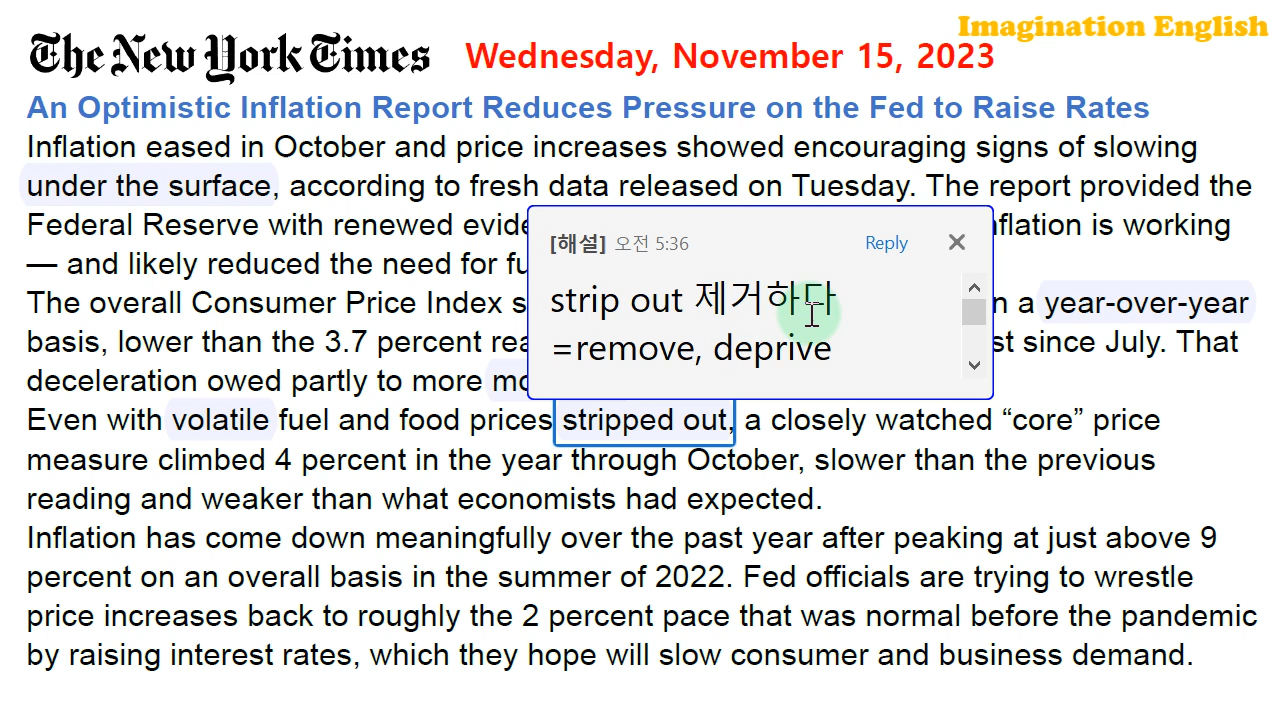 Imagination English
The New York Times Wednesday, November 15, 2023
An Optimistic Inflation Report Reduces Pressure on the Fed to Raise Rates
Inflation eased in October and price increases showed encouraging signs of slowing
under the surface, according to fresh data released on Tuesday. The report provided the
Federal Reserve with renewed inflation is working
— and likely reduced the need for
The overall Consumer Price Index a year-over-year
basis, lower than the 3.7 percent since July. That
deceleration owed partly to more
Even with volatile fuel and food prices stripped out, a closely watched “core” price
measure climbed 4 percent in the year through October, slower than the previous
reading and weaker than what economists had expected.
Inflation has come down meaningfully over the past year after peaking at just above 9
percent on an overall basis in the summer of 2022. Fed officials are trying to wrestle
price increases back to roughly the 2 percent pace that was normal before the pandemic
by raising interest rates, which they hope will slow consumer and business demand.
[해설] 오전 5:36 Reply
strip out 제거하다
=remove, deprive